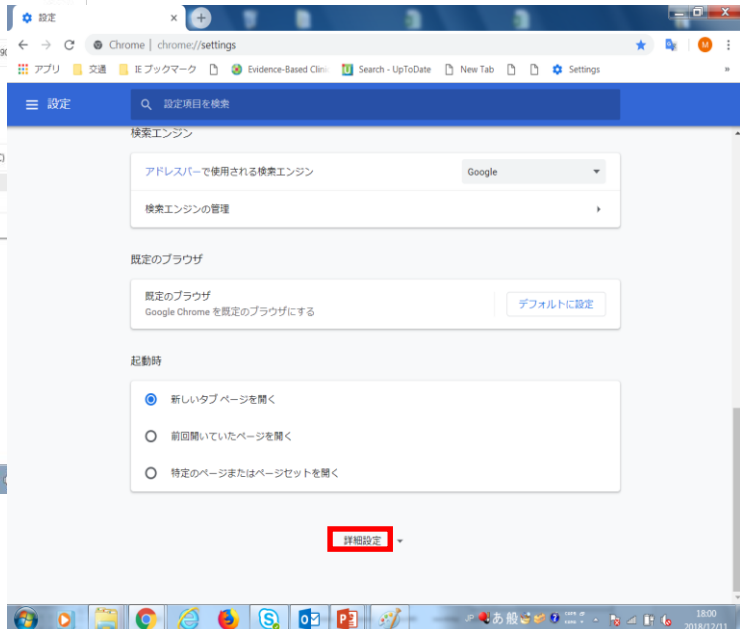 設定
Chrome | chrome://settings
アプリ 交通 IE ブックマーク Evidence-Based Clini Search - UpToDate New Tab Settings »
設定 設定項目を検索
検索エンジン
アドレスバーで使用される検索エンジン Google
検索エンジンの管理
既定のブラウザ
既定のブラウザ
Google Chrome を既定のブラウザにする
デフォルトに設定
起動時
新しいタブ ページを開く
前回開いていたページを開く
特定のページまたはページセットを開く
詳細設定
あ 般
18:00
2018/12/11